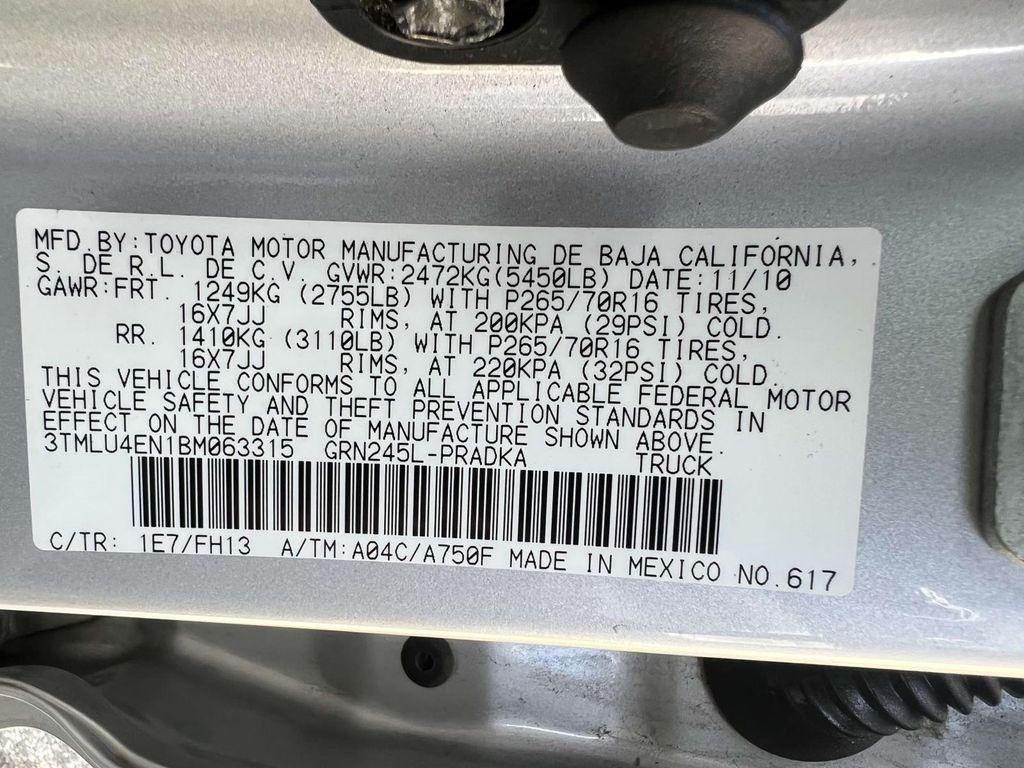 MFD.BY:TOYOTA MOTOR MANUFACTURING DE BAJA CALIFORNIA,
S. DE R.L. DE C.V. GVWR:2472KG(5450LB) DATE:11/10
GAWR:FRT. 1249KG (2755LB) WITH P265/70R16 TIRES,
16X7JJ RIMS, AT 200KPA (29PSI) COLD.
RR. 1410KG (3110LB) WITH P265/70R16 TIRES,
16X7JJ RIMS, AT 220KPA (32PSI) COLD.
THIS VEHICLE CONFORMS TO ALL APPLICABLE FEDERAL MOTOR
VEHICLE SAFETY AND THEFT PREVENTION STANDARDS IN
EFFECT ON THE DATE OF MANUFACTURE SHOWN ABOVE.
3TMLU4EN1BM063315 GRN245L-PRADKA TRUCK
C/TR: 1E7/FH13 A/TM:A04C/A750F MADE IN MEXICO NO.617